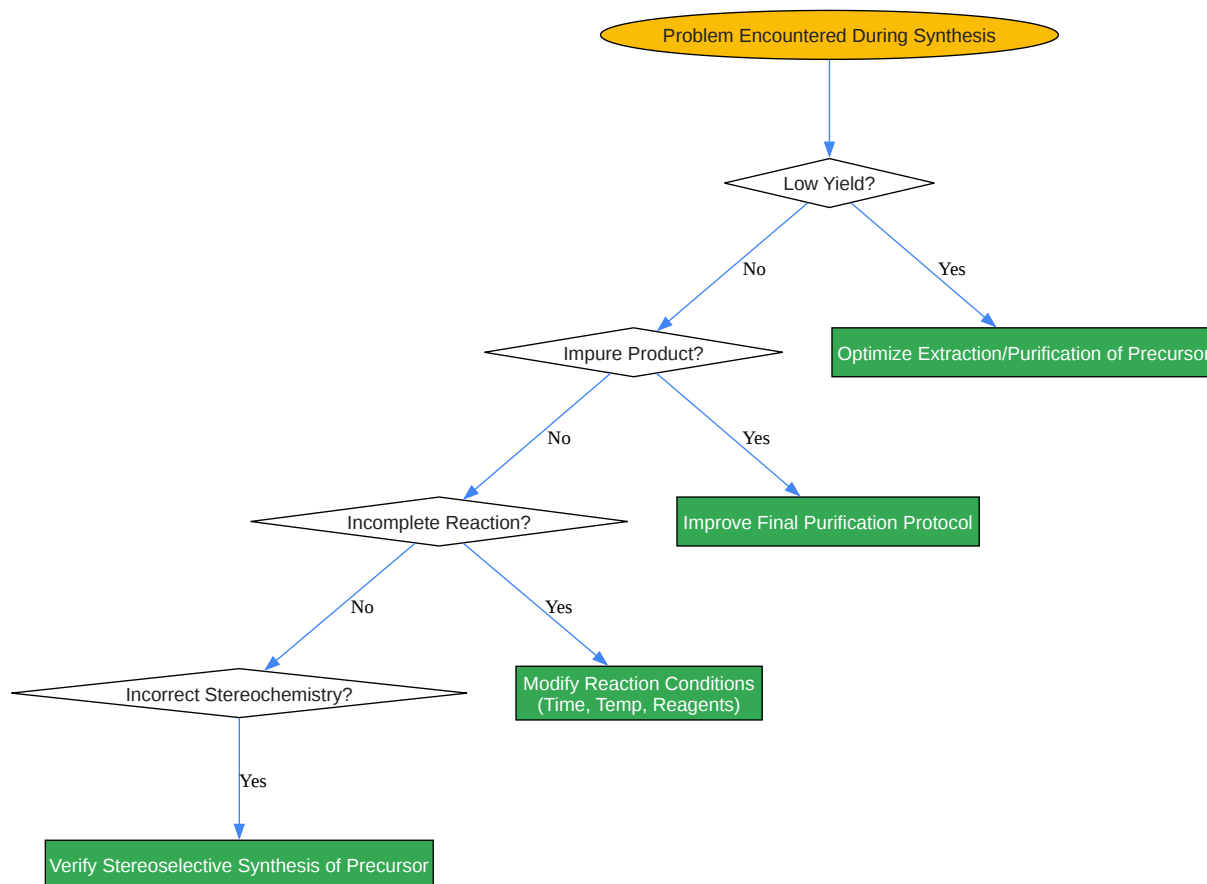 Problem Encountered During Synthesis
Low Yield?
No
Yes
Impure Product?
Optimize Extraction/Purification of Precursor
No
Yes
Incomplete Reaction?
Improve Final Purification Protocol
No
Yes
Incorrect Stereochemistry?
Modify Reaction Conditions
(Time, Temp, Reagents)
Yes
Verify Stereoselective Synthesis of Precursor